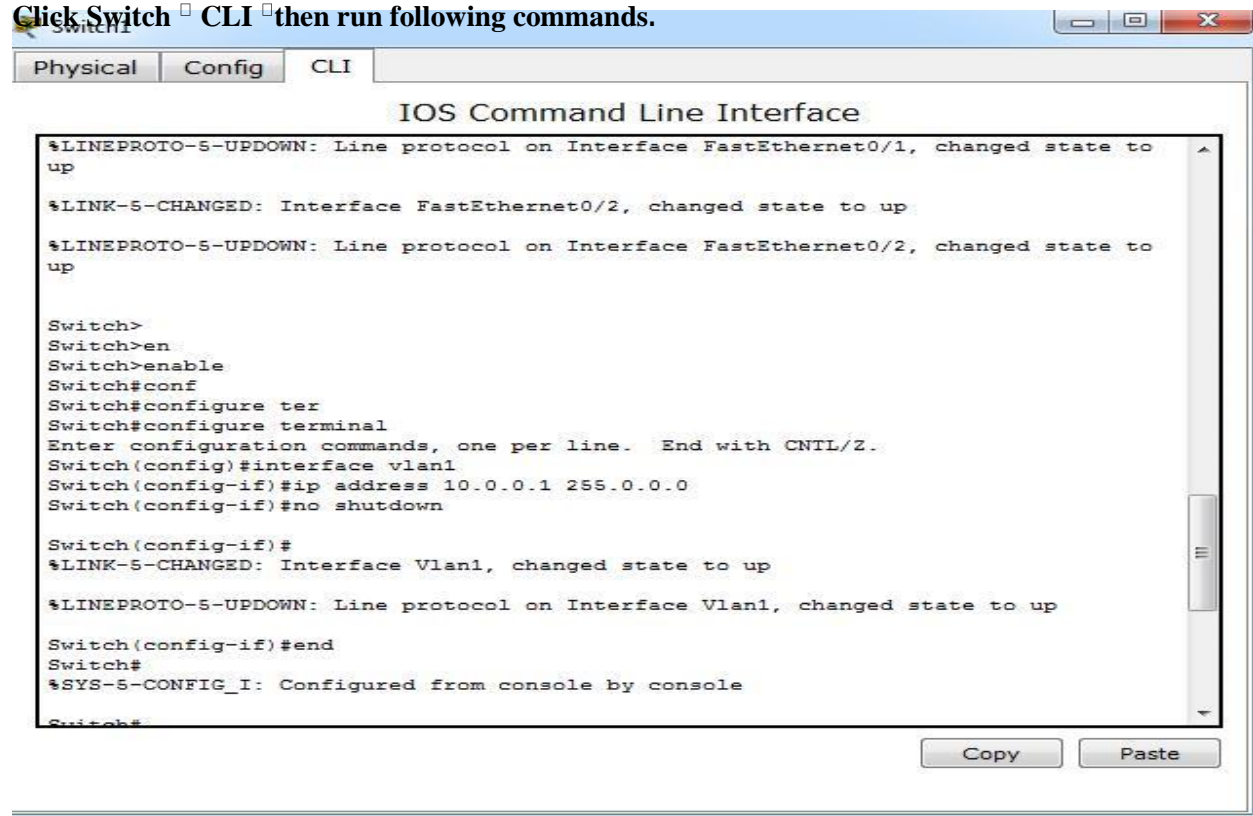 Click Switch CLI then run following commands.
Switch1
Physical Config CLI
IOS Command Line Interface
%LINEPROTO-5-UPDOWN: Line protocol on Interface FastEthernet0/1, changed state to
up
%LINK-5-CHANGED: Interface FastEthernet0/2, changed state to up
%LINEPROTO-5-UPDOWN: Line protocol on Interface FastEthernet0/2, changed state to
up
Switch>
Switch>en
Switch>enable
Switch#conf
Switch#configure ter
Switch#configure terminal
Enter configuration commands, one per line.  End with CNTL/Z.
Switch(config)#interface vlan1
Switch(config-if)#ip address 10.0.0.1 255.0.0.0
Switch(config-if)#no shutdown
Switch(config-if)#
%LINK-5-CHANGED: Interface Vlan1, changed state to up
%LINEPROTO-5-UPDOWN: Line protocol on Interface Vlan1, changed state to up
Switch(config-if)#end
Switch#
%SYS-5-CONFIG_I: Configured from console by console
Switch#
Copy Paste